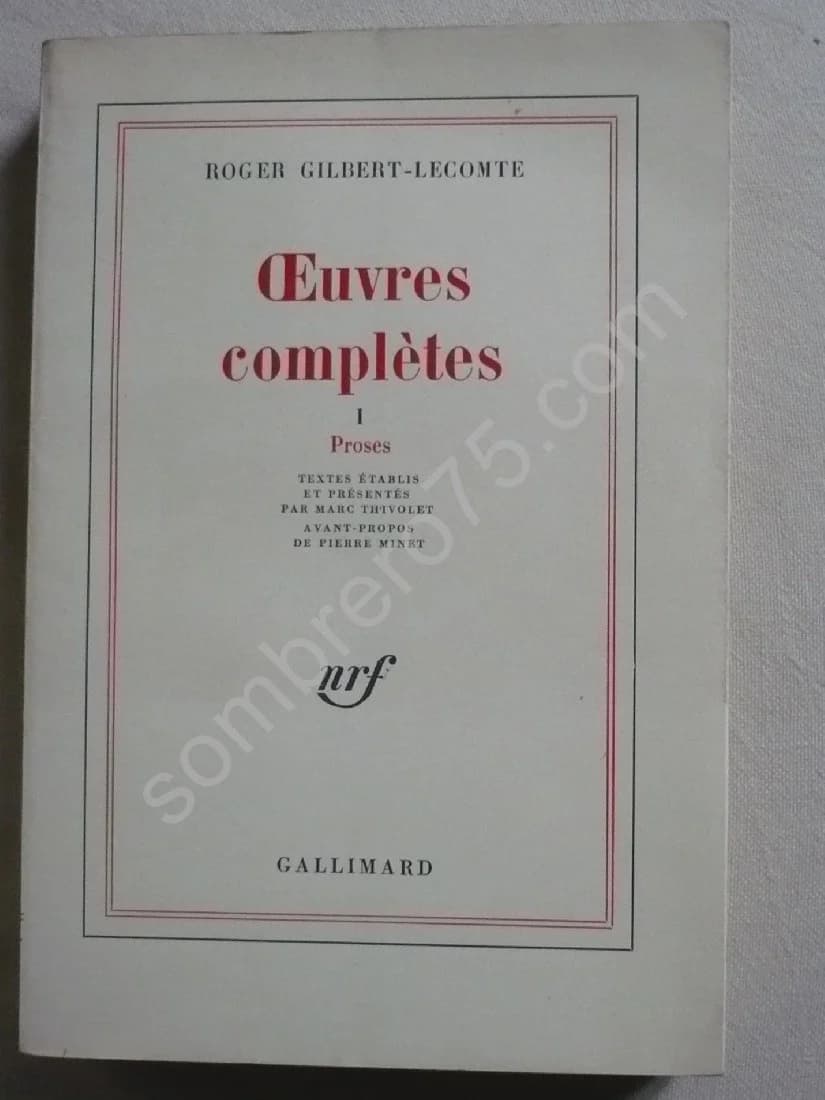 ROGER GILBERT-LECOMTE
Œuvres
complètes
I
Proses
TEXTES ÉTABLIS
ET PRÉSENTÉS
PAR MARC THIVOLET
AVANT-PROPOS
DE PIERRE MINET
nrf
GALLIMARD
sombrero75.com